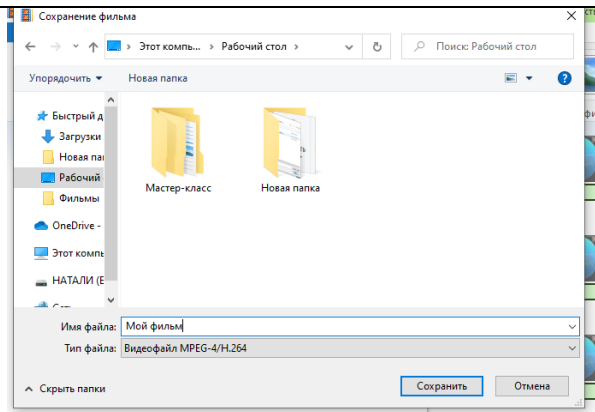 Сохранение фильма
Этот компь... › Рабочий стол ›
Поиск: Рабочий стол
Упорядочить
Новая папка
Быстрый д
Загрузки
Новая пап
Рабочий
Фильмы
OneDrive -
Этот компь
НАТАЛИ (E
Мастер-класс
Новая папка
Имя файла: Мой фильм
Тип файла: Видеофайл MPEG-4/H.264
Скрыть папки
Сохранить
Отмена